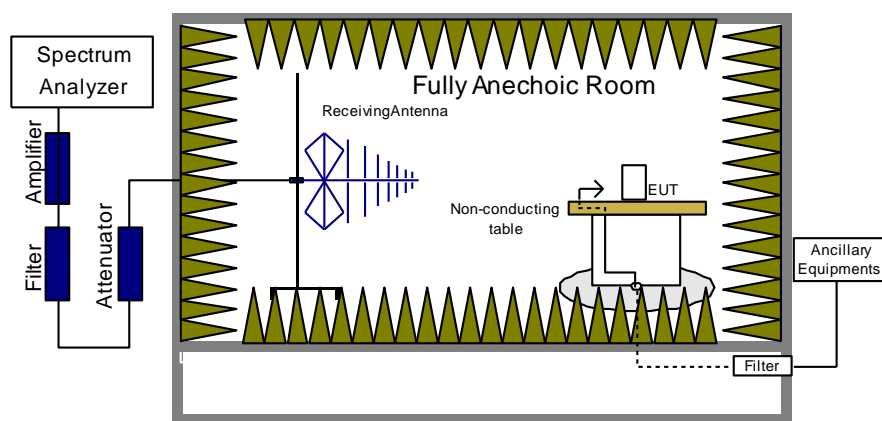 Spectrum
Analyzer
Fully Anechoic Room
ReceivingAntenna
Amplifier
EUT
Non-conducting
table
Filter
Attenuator
Ancillary
Equipments
Filter